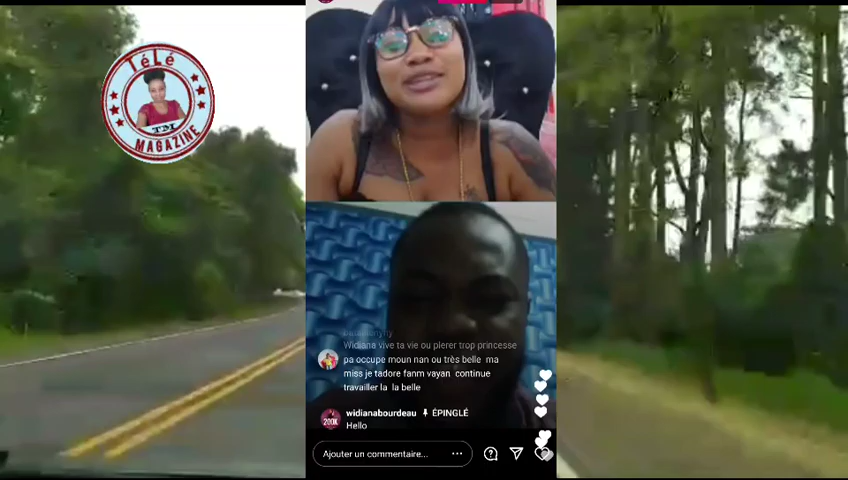 TéLé
TM
MAGAZINE
Widiana vive ta vie ou plerer trop princesse
pa occupe moun nan ou très belle ma
miss je tadore fanm vayan continue
travailler la la belle
200K
widianabourdeau ÉPINGLÉ
Hello
Ajouter un commentaire...